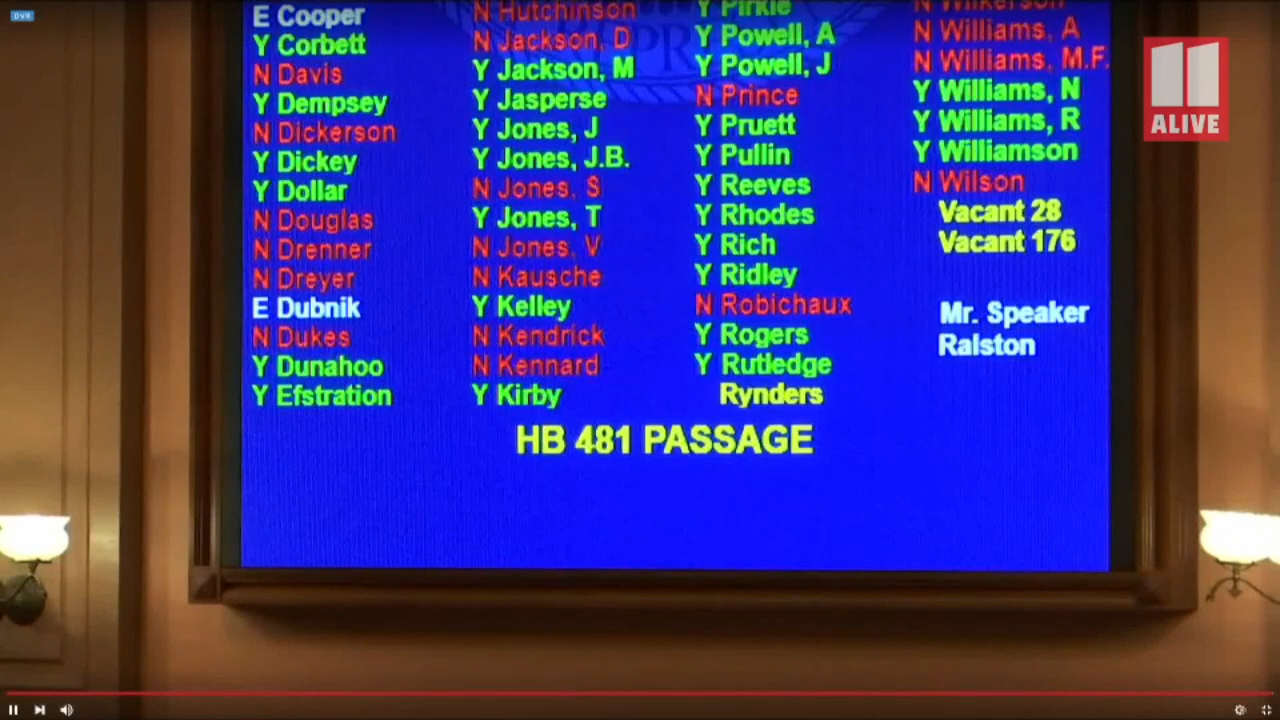 DVR
E Cooper
Y Corbett
N Davis
Y Dempsey
N Dickerson
Y Dickey
Y Dollar
N Douglas
N Drenner
N Dreyer
E Dubnik
N Dukes
Y Dunahoo
Y Efstration
N Hutchinson
N Jackson, D
Y Jackson, M
Y Jasperse
Y Jones, J
Y Jones, J.B.
N Jones, S
Y Jones, T
N Jones, V
N Kausche
Y Kelley
N Kendrick
N Kennard
Y Kirby
Y Pirkle
Y Powell, A
Y Powell, J
N Prince
Y Pruett
Y Pullin
Y Reeves
Y Rhodes
Y Rich
Y Ridley
N Robichaux
Y Rogers
Y Rutledge
Rynders
N Wilkerson
N Williams, A
N Williams, M.F.
Y Williams, N
Y Williams, R
Y Williamson
N Wilson
Vacant 28
Vacant 176
Mr. Speaker
Ralston
HB 481 PASSAGE
11
ALIVE